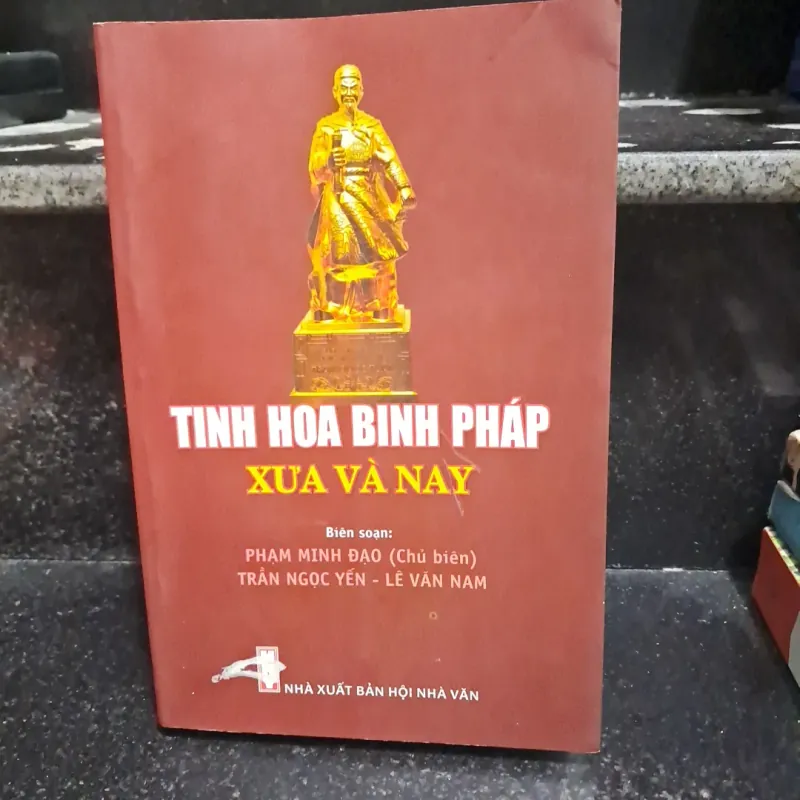 TINH HOA BINH PHÁP
XƯA VÀ NAY
Biên soạn:
PHẠM MINH ĐẠO (Chủ biên)
TRẦN NGỌC YẾN - LÊ VĂN NAM
NHÀ XUẤT BẢN HỘI NHÀ VĂN